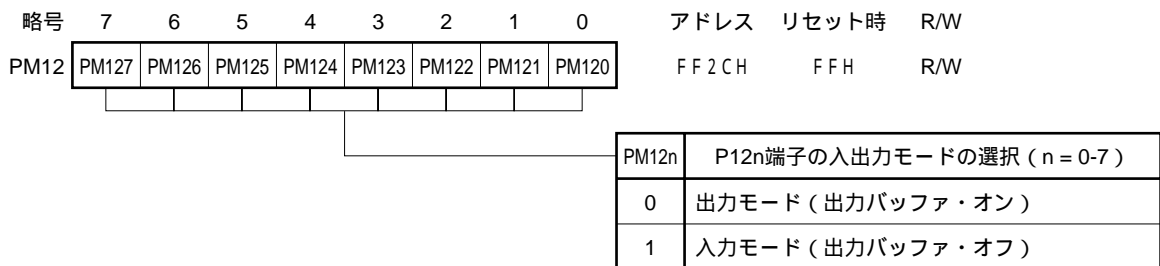 略号 7 6 5 4 3 2 1 0 アドレス リセット時 R/W
PM12 PM127 PM126 PM125 PM124 PM123 PM122 PM121 PM120 FF2CH FFH R/W
PM12n P12n端子の入出力モードの選択（n = 0-7）
0 出力モード（出力バッファ・オン）
1 入力モード（出力バッファ・オフ）